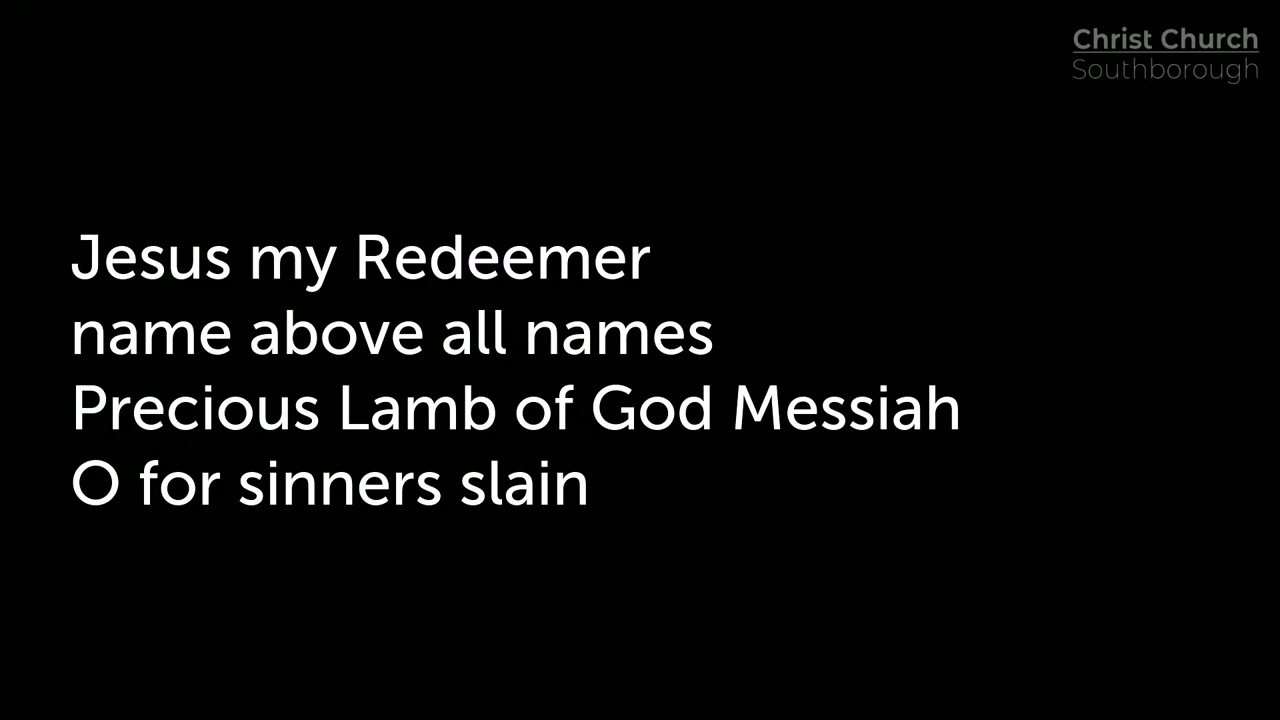 Christ Church
Southborough
Jesus my Redeemer
name above all names
Precious Lamb of God Messiah
O for sinners slain